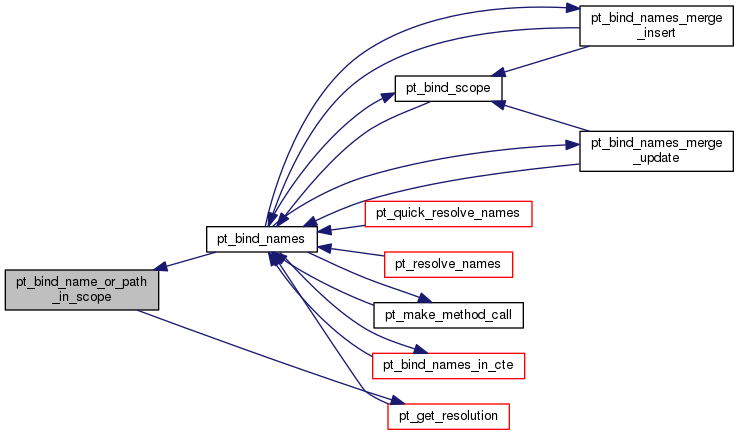 pt_bind_names_merge
_insert
pt_bind_scope
pt_bind_names_merge
_update
pt_quick_resolve_names
pt_bind_names
pt_resolve_names
pt_bind_name_or_path
_in_scope
pt_make_method_call
pt_bind_names_in_cte
pt_get_resolution